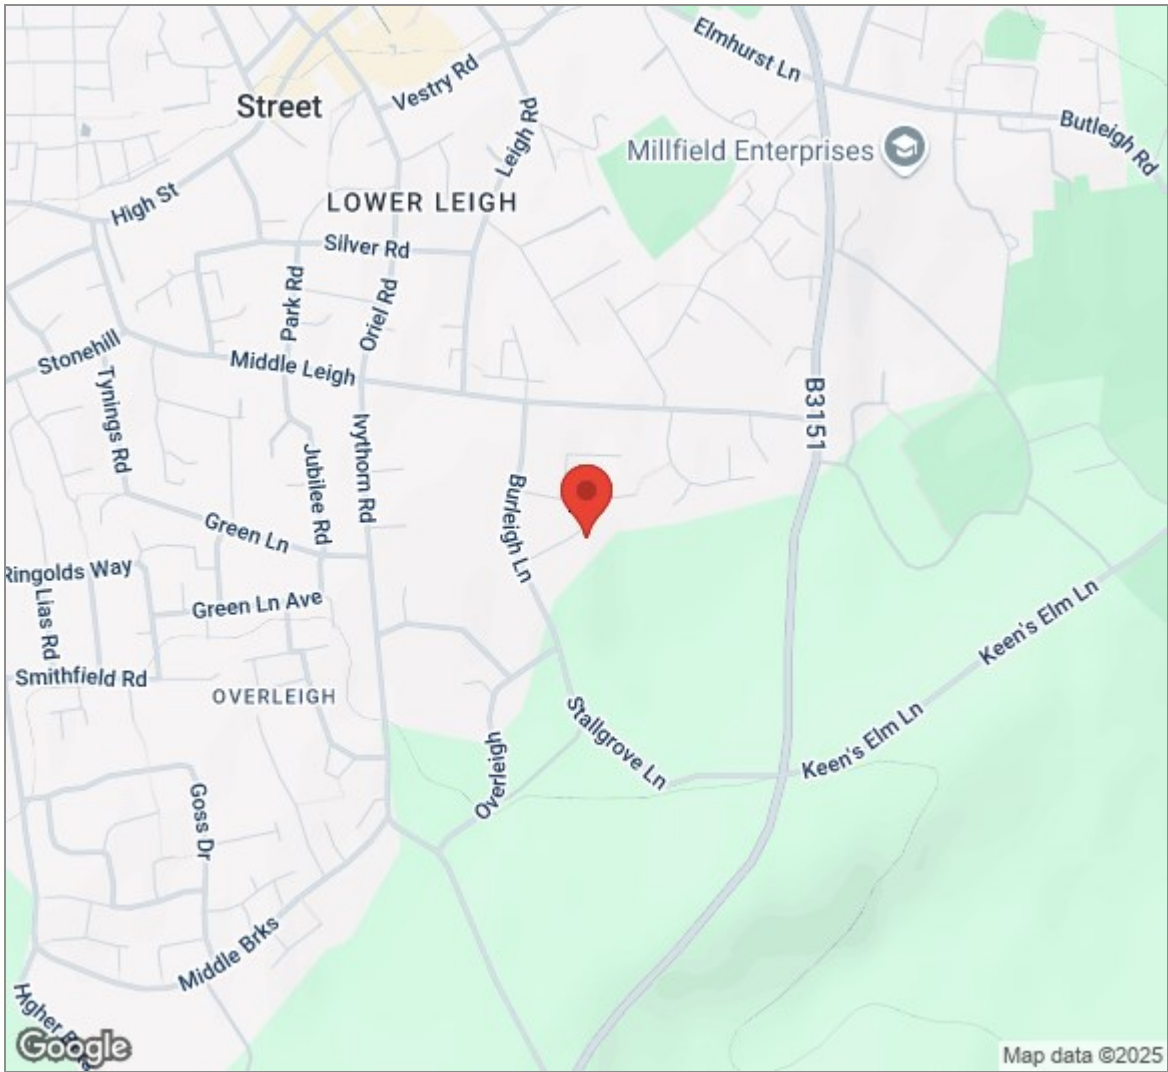 Elmhurst Ln
Vestry Rd
Street
Butleigh Rd
Leigh Rd
Millfield Enterprises
High St
LOWER LEIGH
Silver Rd
Park Rd
Oriel Rd
Stonehill
Middle Leigh
Tynings Rd
B3151
Ivythorn Rd
Jubilee Rd
Burleigh Ln
Green Ln
Ringolds Way
Lias Rd
Green Ln Ave
Keen's Elm Ln
Smithfield Rd
OVERLEIGH
Stallgrove Ln
Keen's Elm Ln
Overleigh
Goss Dr
Middle Brks
Higher Brks
Google
Map data ©2025